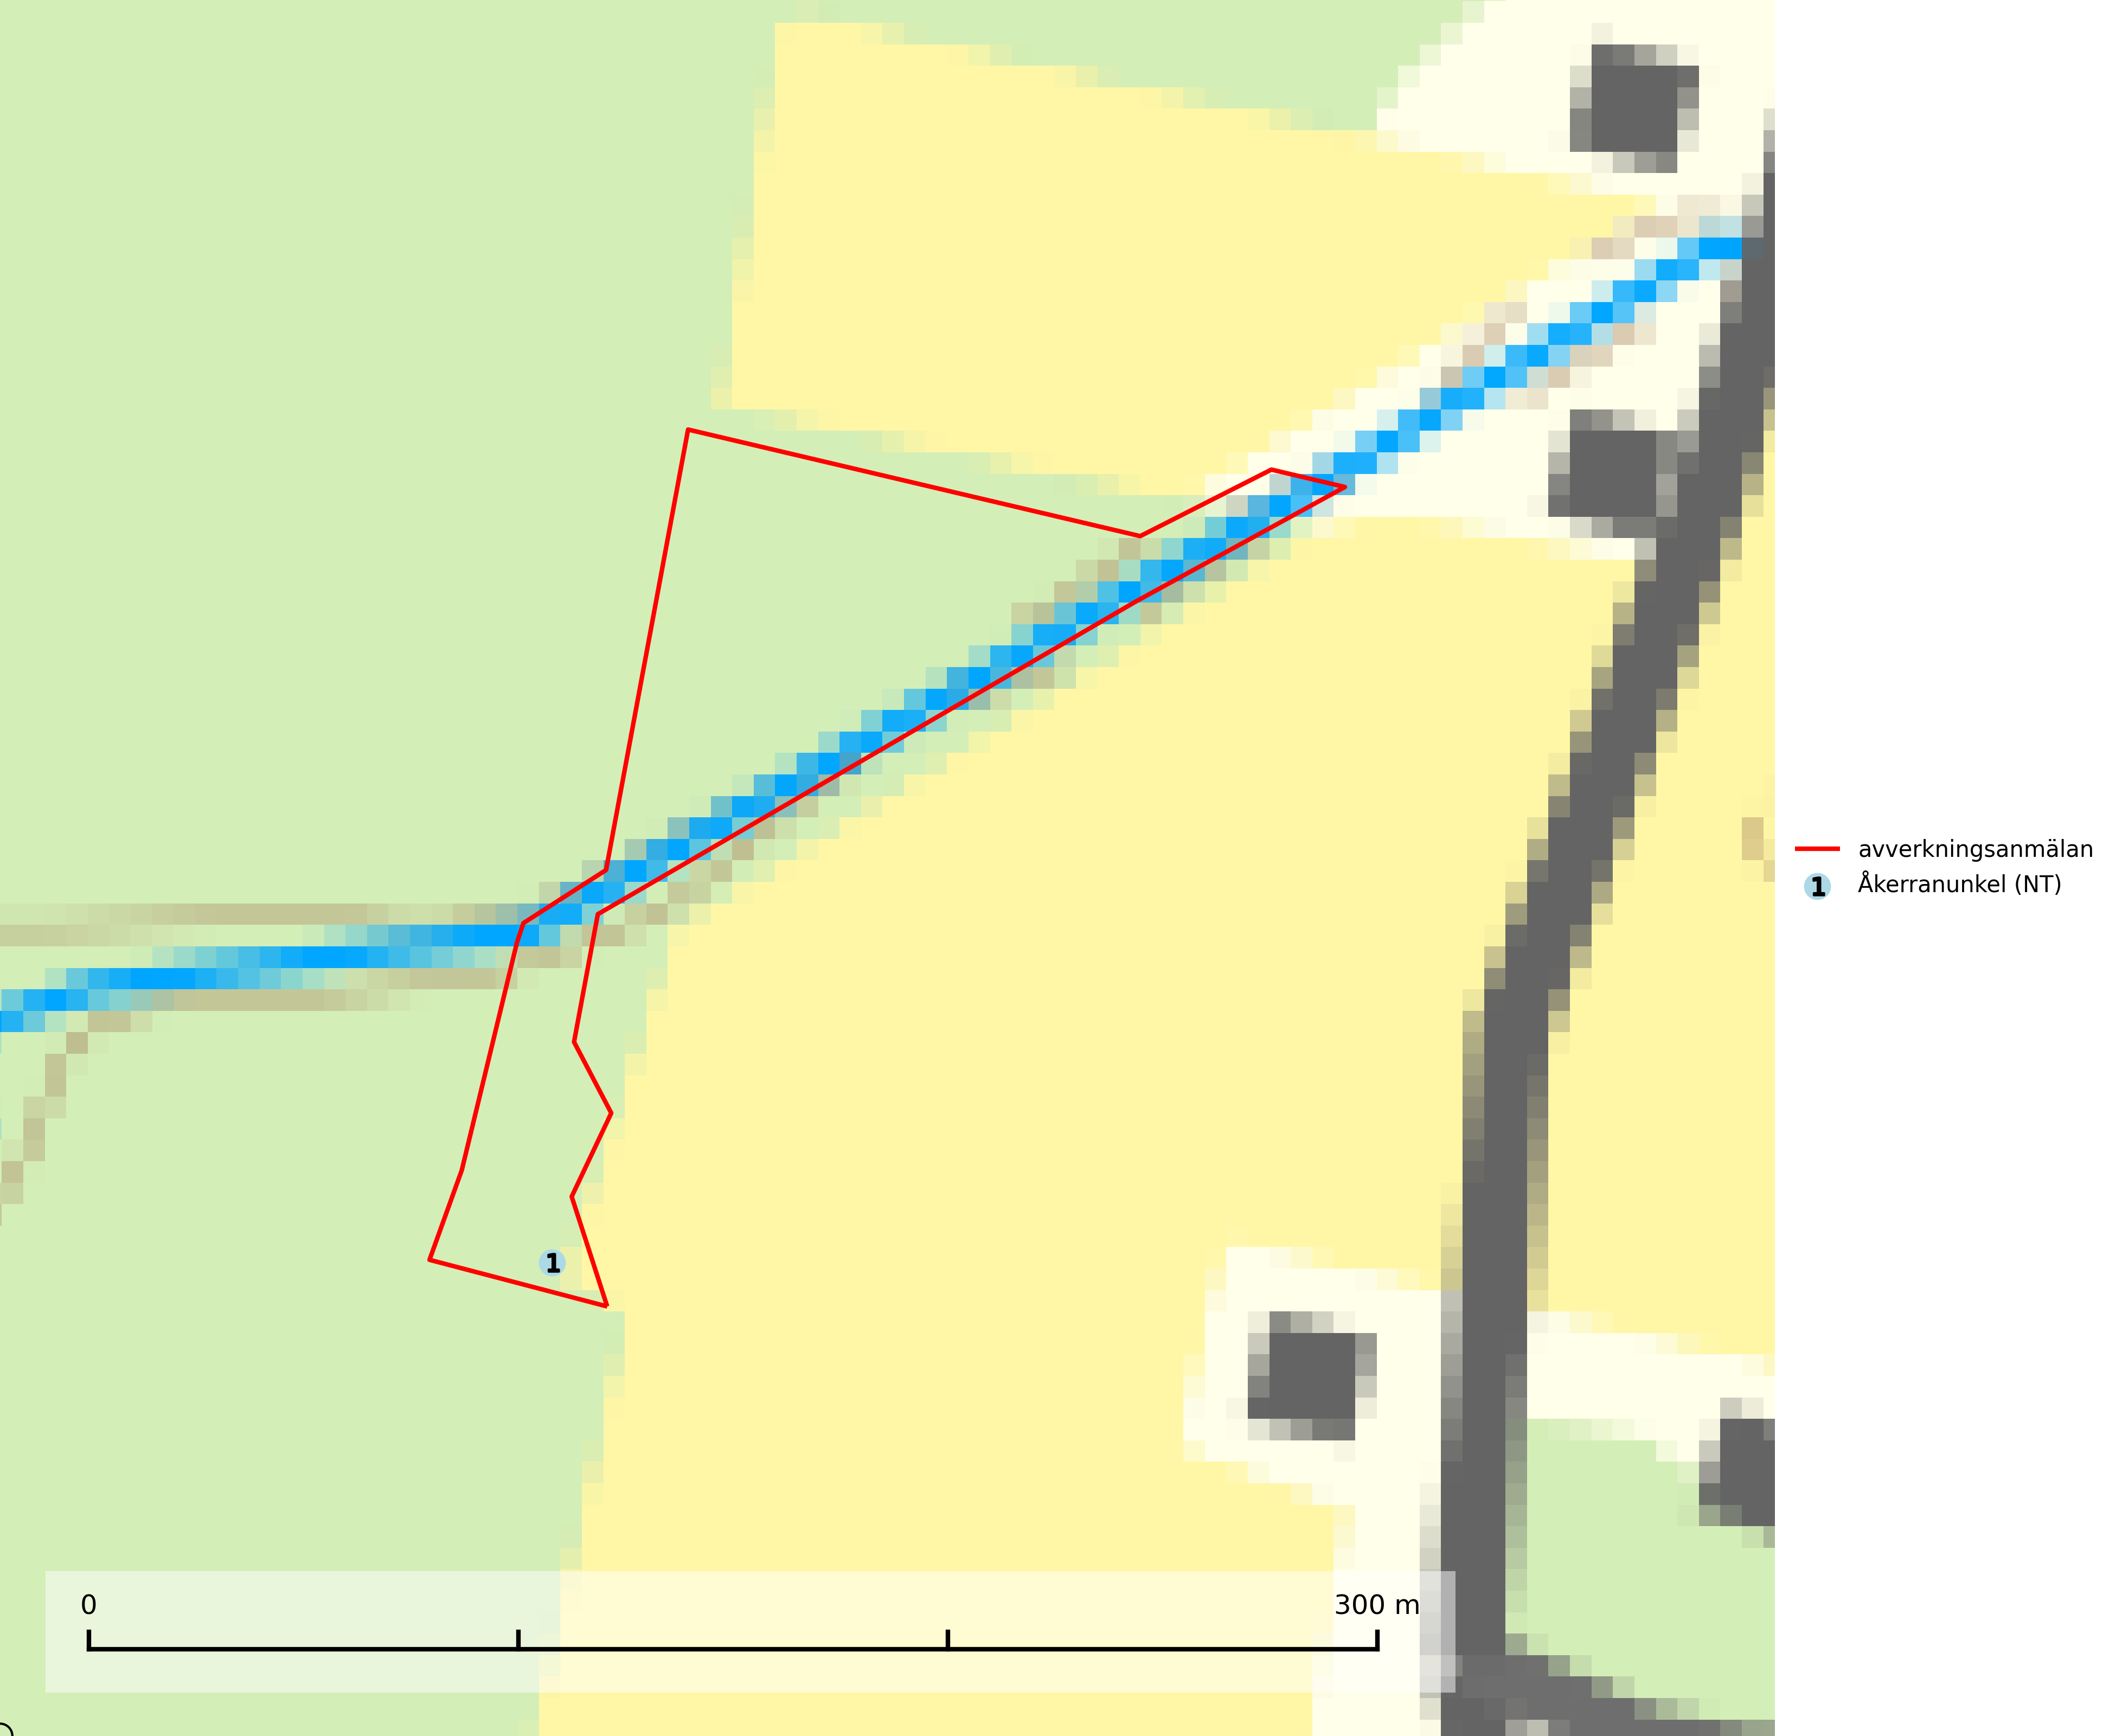 avverkningsanmälan
1 Åkerranunkel (NT)
1
0 300 m